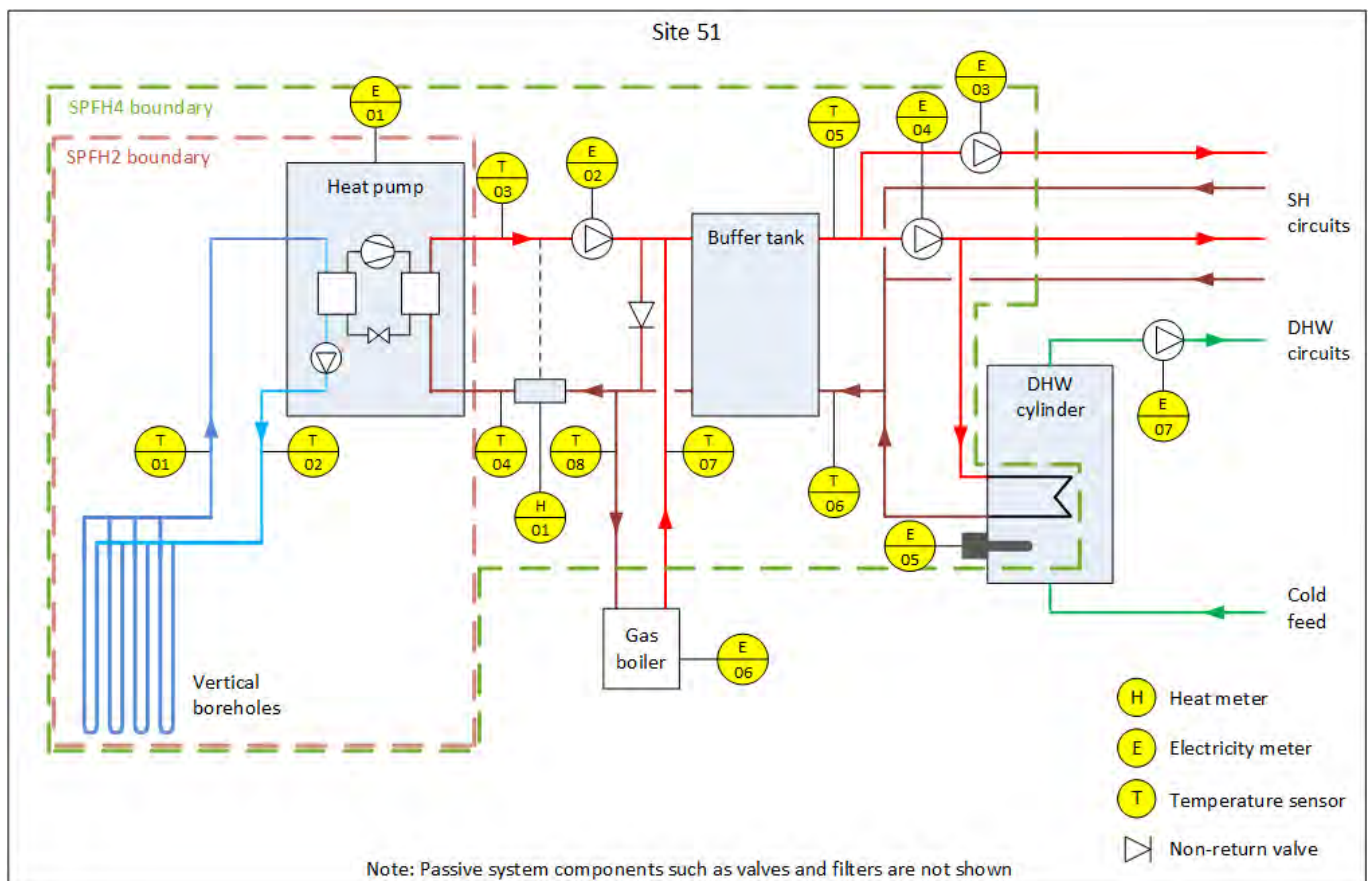 Site 51
SPFH4 boundary
SPFH2 boundary
E
01
E
03
E
04
T
05
E
02
T
03
Heat pump
Buffer tank
SH
circuits
DHW
circuits
DHW
cylinder
E
07
T
01
T
02
T
04
T
08
T
07
T
06
H
01
E
05
Cold
feed
Gas
boiler
E
06
Vertical
boreholes
H
Heat meter
E
Electricity meter
T
Temperature sensor
Non-return valve
Note: Passive system components such as valves and filters are not shown